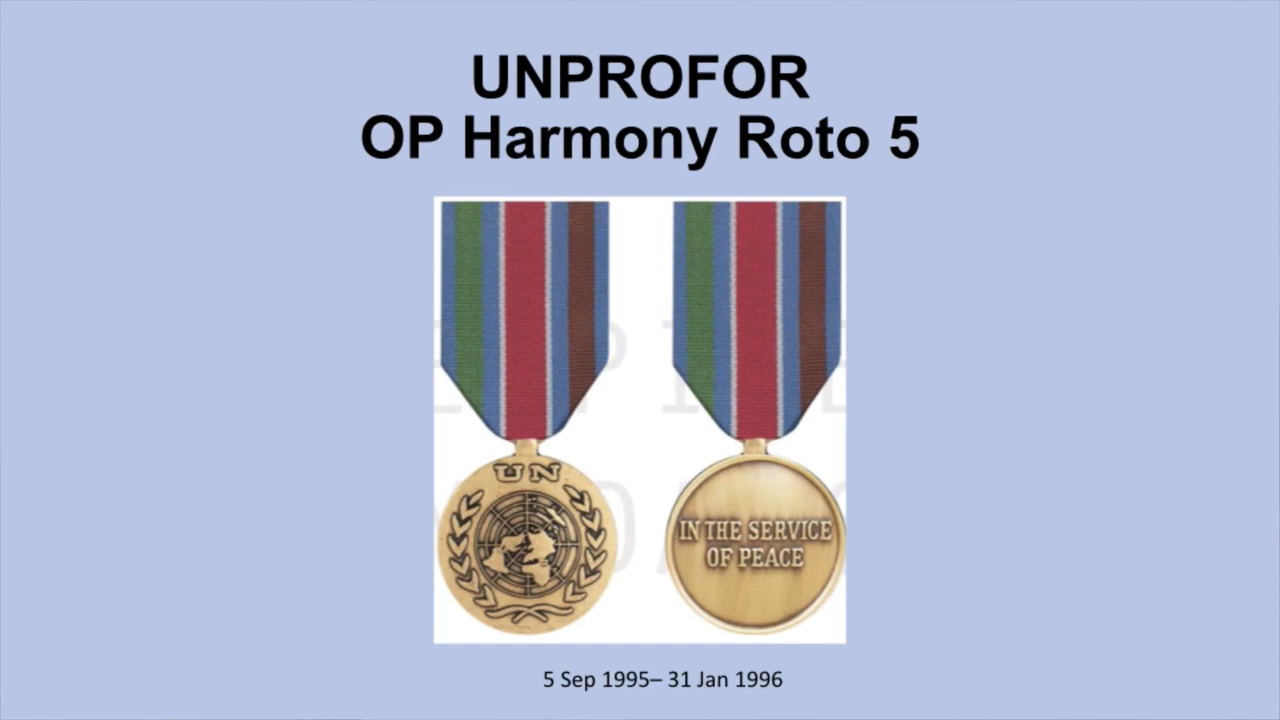 UNPROFOR
OP Harmony Roto 5
UN
IN THE SERVICE
OF PEACE
5 Sep 1995– 31 Jan 1996